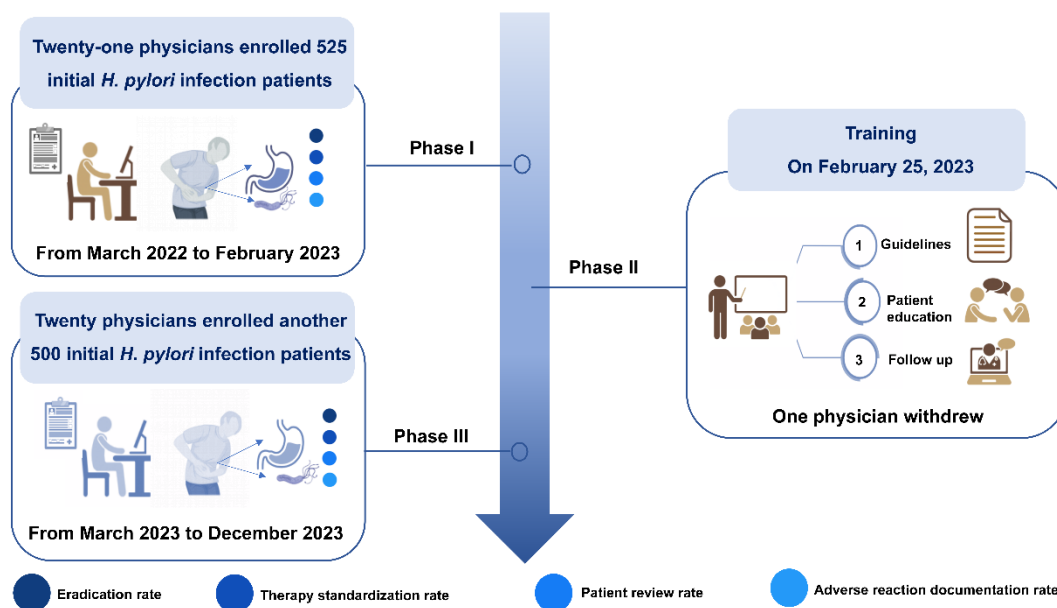 Twenty-one physicians enrolled 525
initial H. pylori infection patients
From March 2022 to February 2023
Phase I
Training
On February 25, 2023
1
Guidelines
2
Patient
education
3
Follow up
One physician withdrew
Phase II
Twenty physicians enrolled another
500 initial H. pylori infection patients
From March 2023 to December 2023
Phase III
Eradication rate
Therapy standardization rate
Patient review rate
Adverse reaction documentation rate